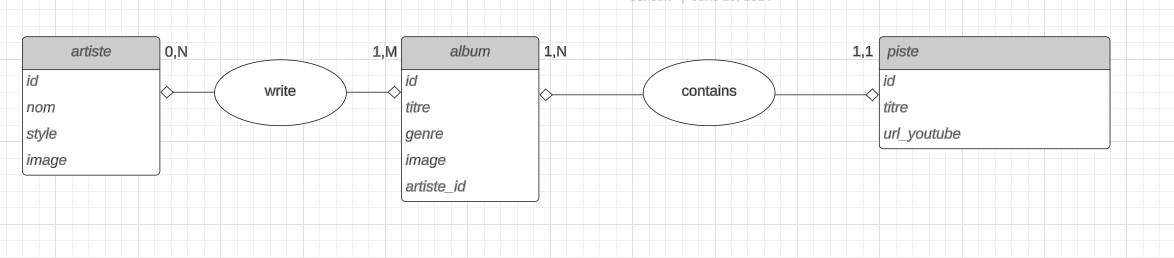 artiste
0,N
1,M
album
1,N
1,1
piste
id
nom
style
image
write
id
titre
genre
image
artiste_id
contains
id
titre
url_youtube